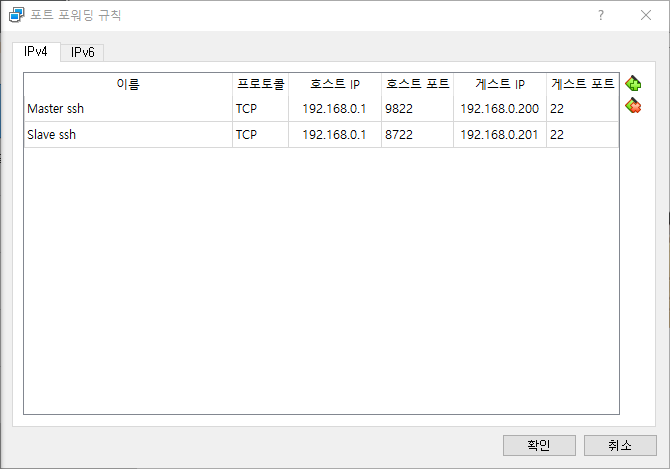 포트 포워딩 규칙 ?
IPv4 IPv6
이름 프로토콜 호스트 IP 호스트 포트 게스트 IP 게스트 포트
Master ssh TCP 192.168.0.1 9822 192.168.0.200 22
Slave ssh TCP 192.168.0.1 8722 192.168.0.201 22
확인 취소